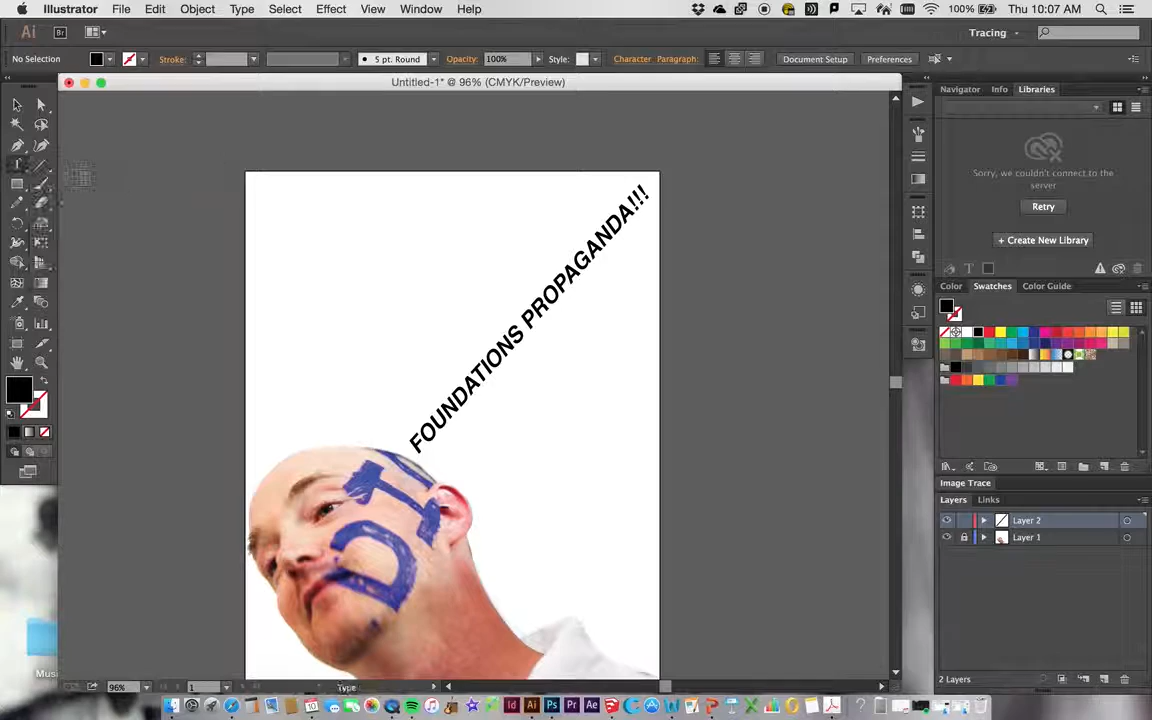 Illustrator File Edit Object Type Select Effect View Window Help
100% Thu 10:07 AM
Ai Br Tracing
No Selection Stroke: 5 pt. Round Opacity: 100% Style: Character Paragraph: Document Setup Preferences
Untitled-1* @ 96% (CMYK/Preview)
Navigator Info Libraries
Sorry, we couldn't connect to the
server
Retry
+ Create New Library
Color Swatches Color Guide
FOUNDATIONS PROPAGANDA!!!
Image Trace
Layers Links
Layer 2
Layer 1
2 Layers
96% 1 Type